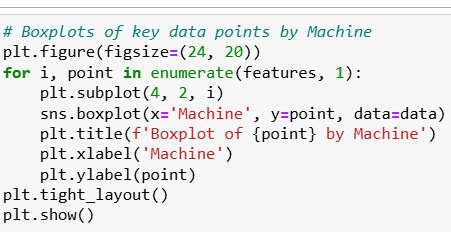 # Boxplots of key data points by Machine
plt.figure(figsize=(24, 20))
for i, point in enumerate(features, 1):
    plt.subplot(4, 2, i)
    sns.boxplot(x='Machine', y=point, data=data)
    plt.title(f'Boxplot of {point} by Machine')
    plt.xlabel('Machine')
    plt.ylabel(point)
plt.tight_layout()
plt.show()